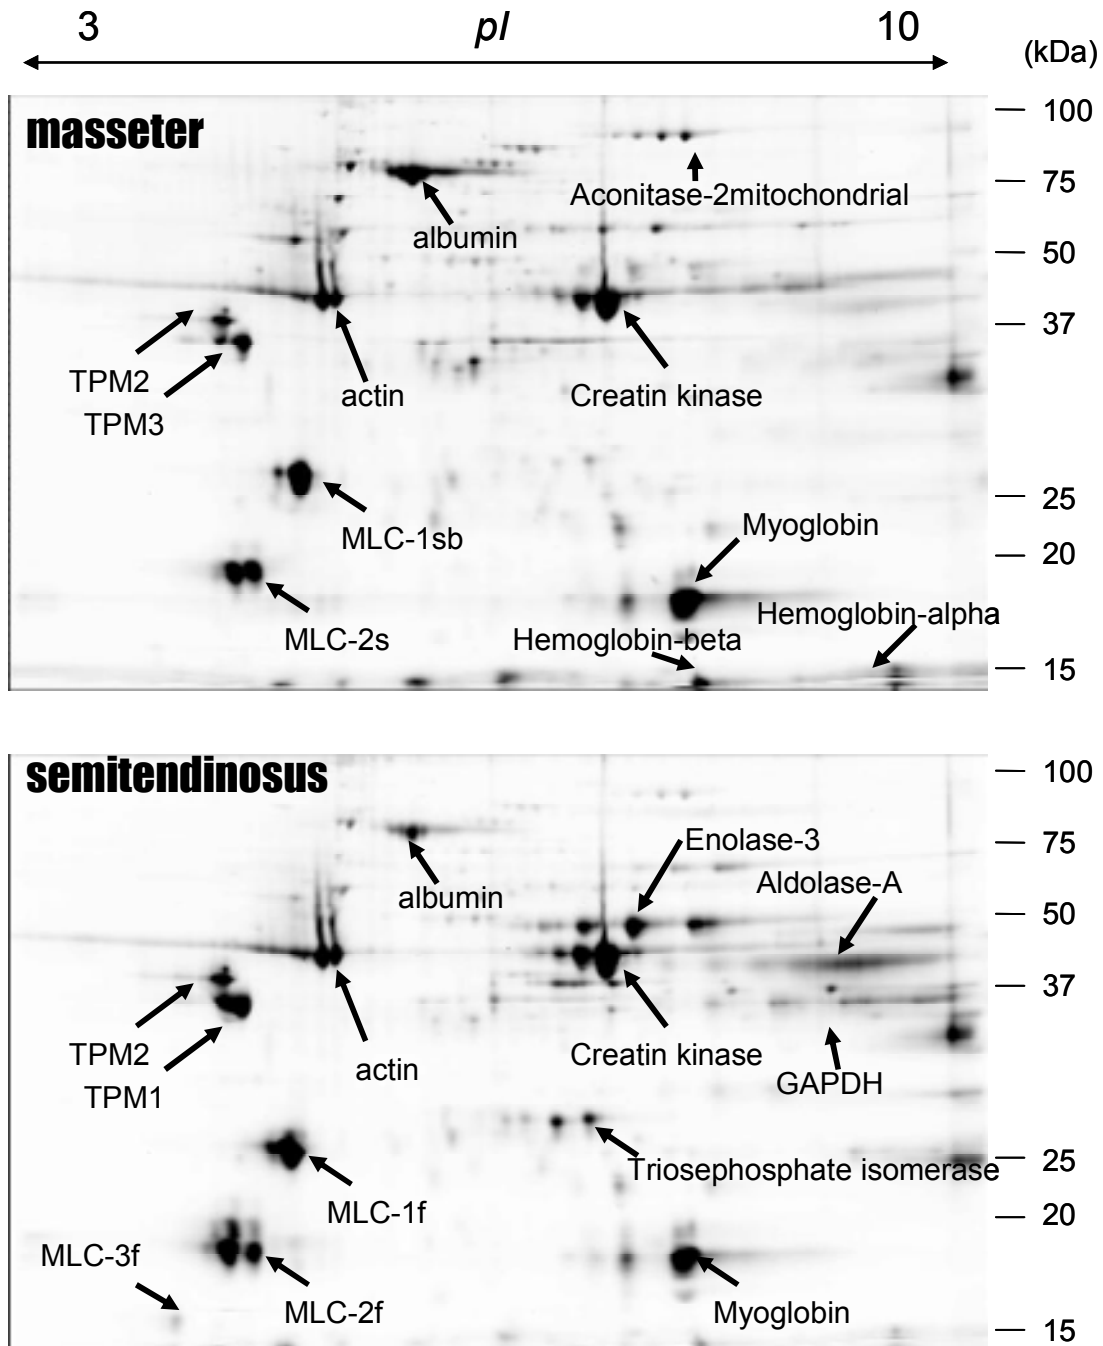 3 pI 10
(kDa)
masseter
100
Aconitase-2mitochondrial
75
albumin
50
37
TPM2
actin
Creatin kinase
TPM3
25
MLC-1sb
Myoglobin
20
MLC-2s
Hemoglobin-beta
Hemoglobin-alpha
15
semitendinosus
100
Enolase-3
75
Aldolase-A
albumin
50
37
TPM2
actin
Creatin kinase
GAPDH
TPM1
Triosephosphate isomerase
25
MLC-1f
20
MLC-3f
MLC-2f
Myoglobin
15